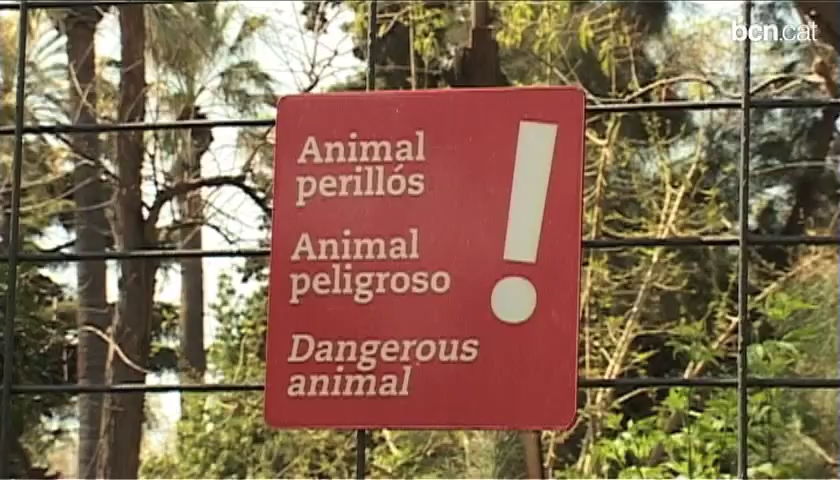 bcn.cat
Animal
perillós
Animal
peligroso
Dangerous
animal
!